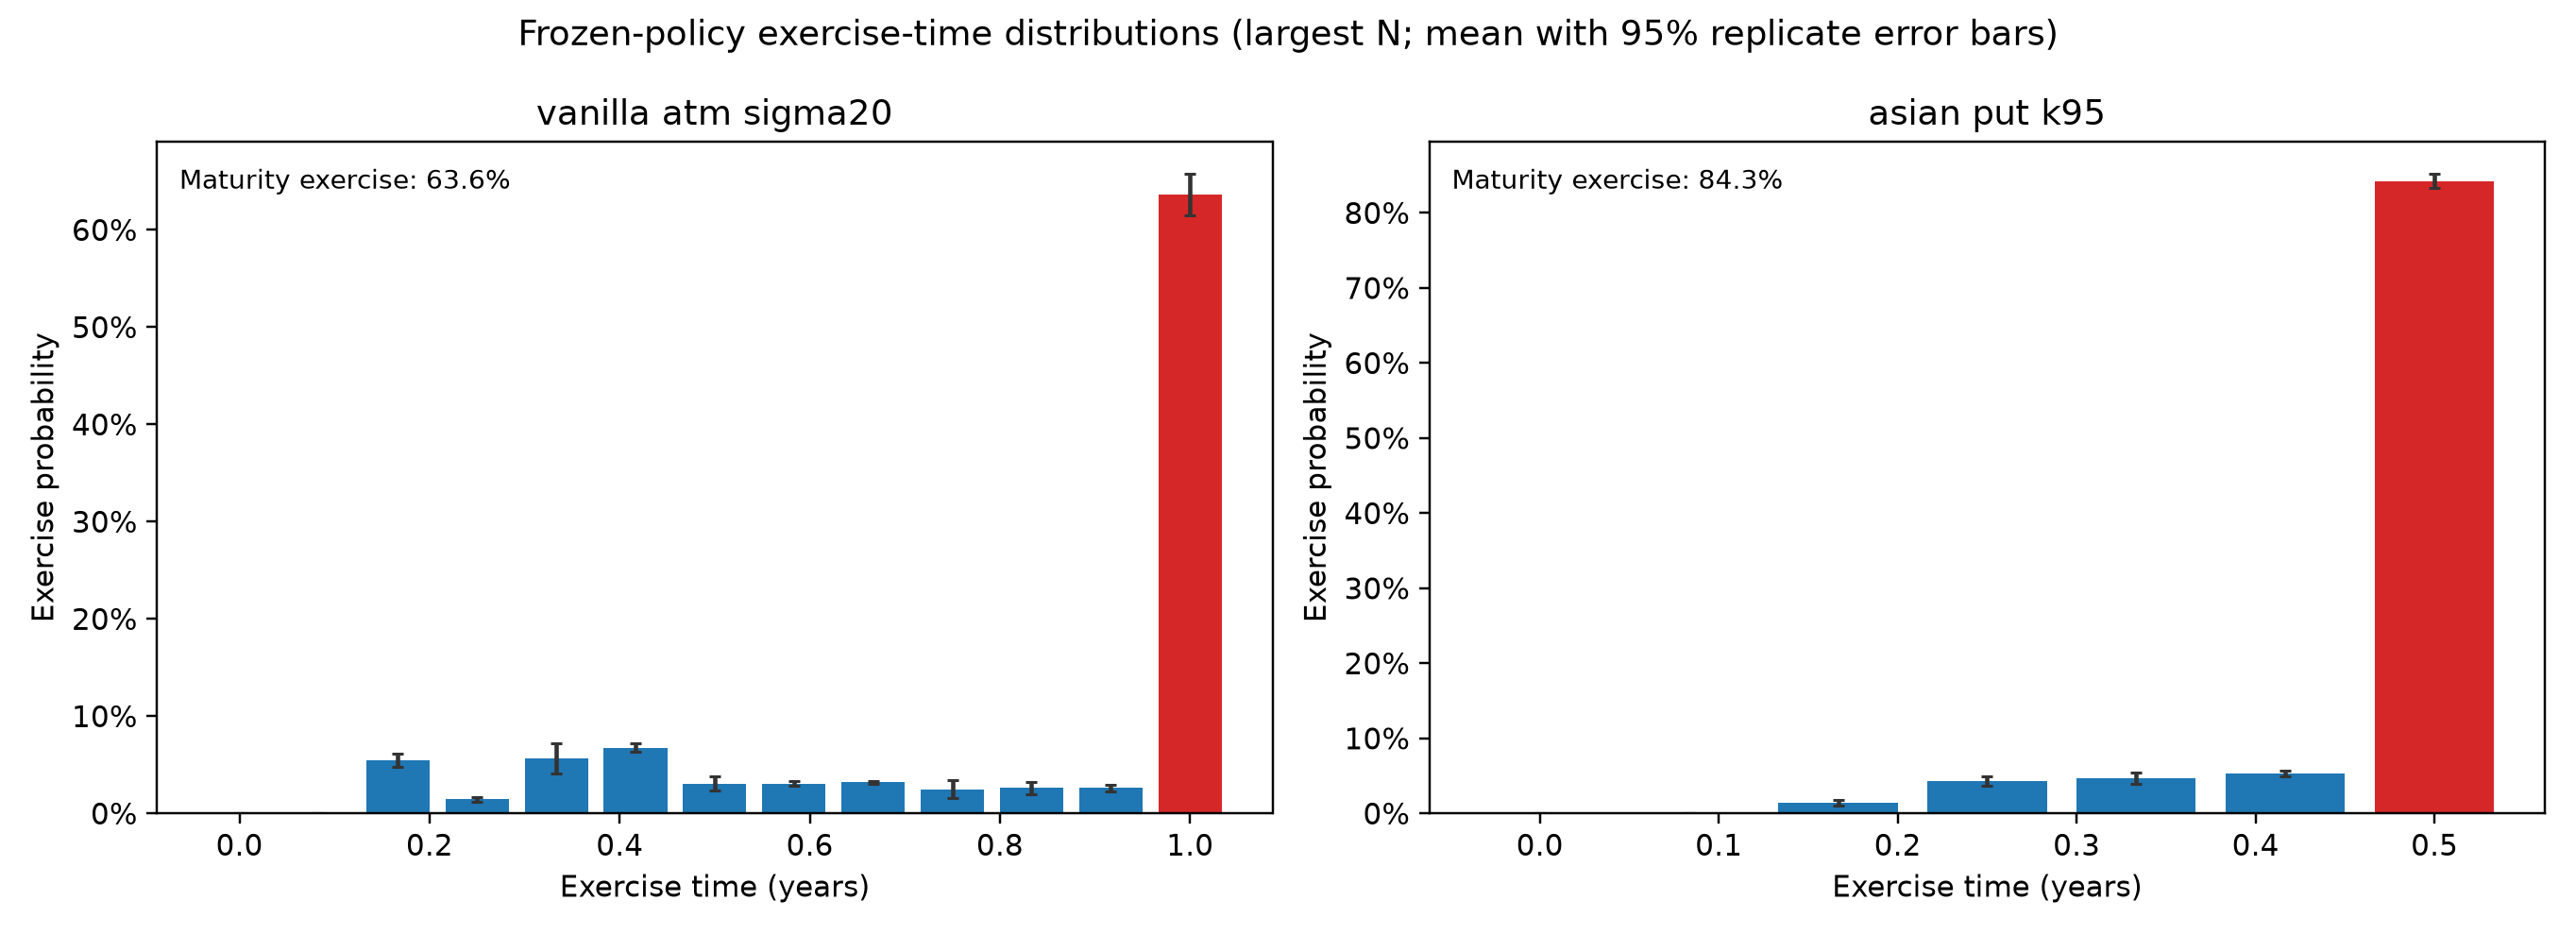 Frozen-policy exercise-time distributions (largest N; mean with 95% replicate error bars)
vanilla atm sigma20
Maturity exercise: 63.6%
Exercise probability
60%
50%
40%
30%
20%
10%
0%
0.0 0.2 0.4 0.6 0.8 1.0
Exercise time (years)
asian put k95
Maturity exercise: 84.3%
Exercise probability
80%
70%
60%
50%
40%
30%
20%
10%
0%
0.0 0.1 0.2 0.3 0.4 0.5
Exercise time (years)